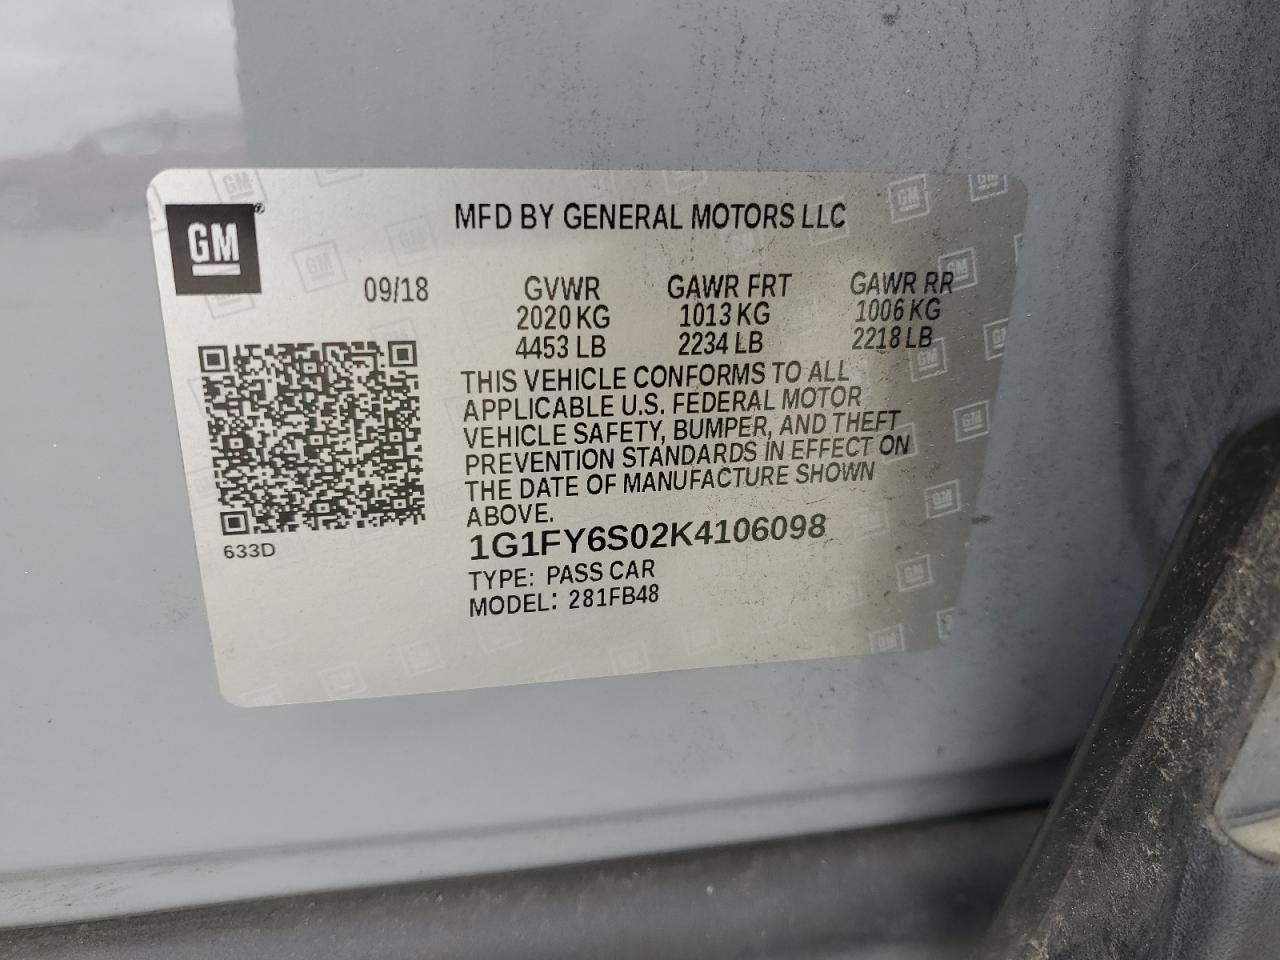 GM®
MFD BY GENERAL MOTORS LLC
09/18
GVWR GAWR FRT GAWR RR
2020 KG 1013 KG 1006 KG
4453 LB 2234 LB 2218 LB
THIS VEHICLE CONFORMS TO ALL
APPLICABLE U.S. FEDERAL MOTOR
VEHICLE SAFETY, BUMPER, AND THEFT
PREVENTION STANDARDS IN EFFECT ON
THE DATE OF MANUFACTURE SHOWN
ABOVE.
633D
1G1FY6S02K4106098
TYPE: PASS CAR
MODEL: 281FB48